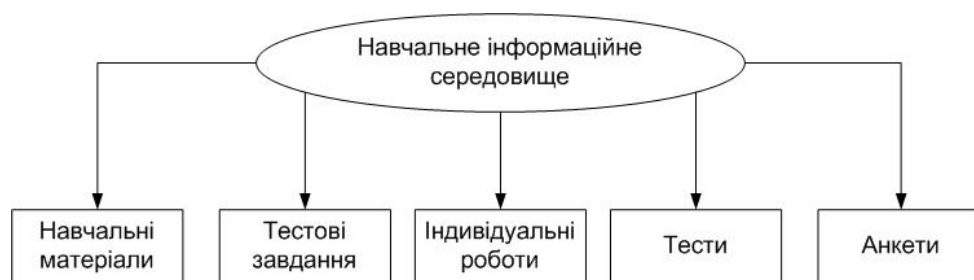 Навчальне інформаційне
середовище
Навчальні
матеріали
Тестові
завдання
Індивідуальні
роботи
Тести
Анкети